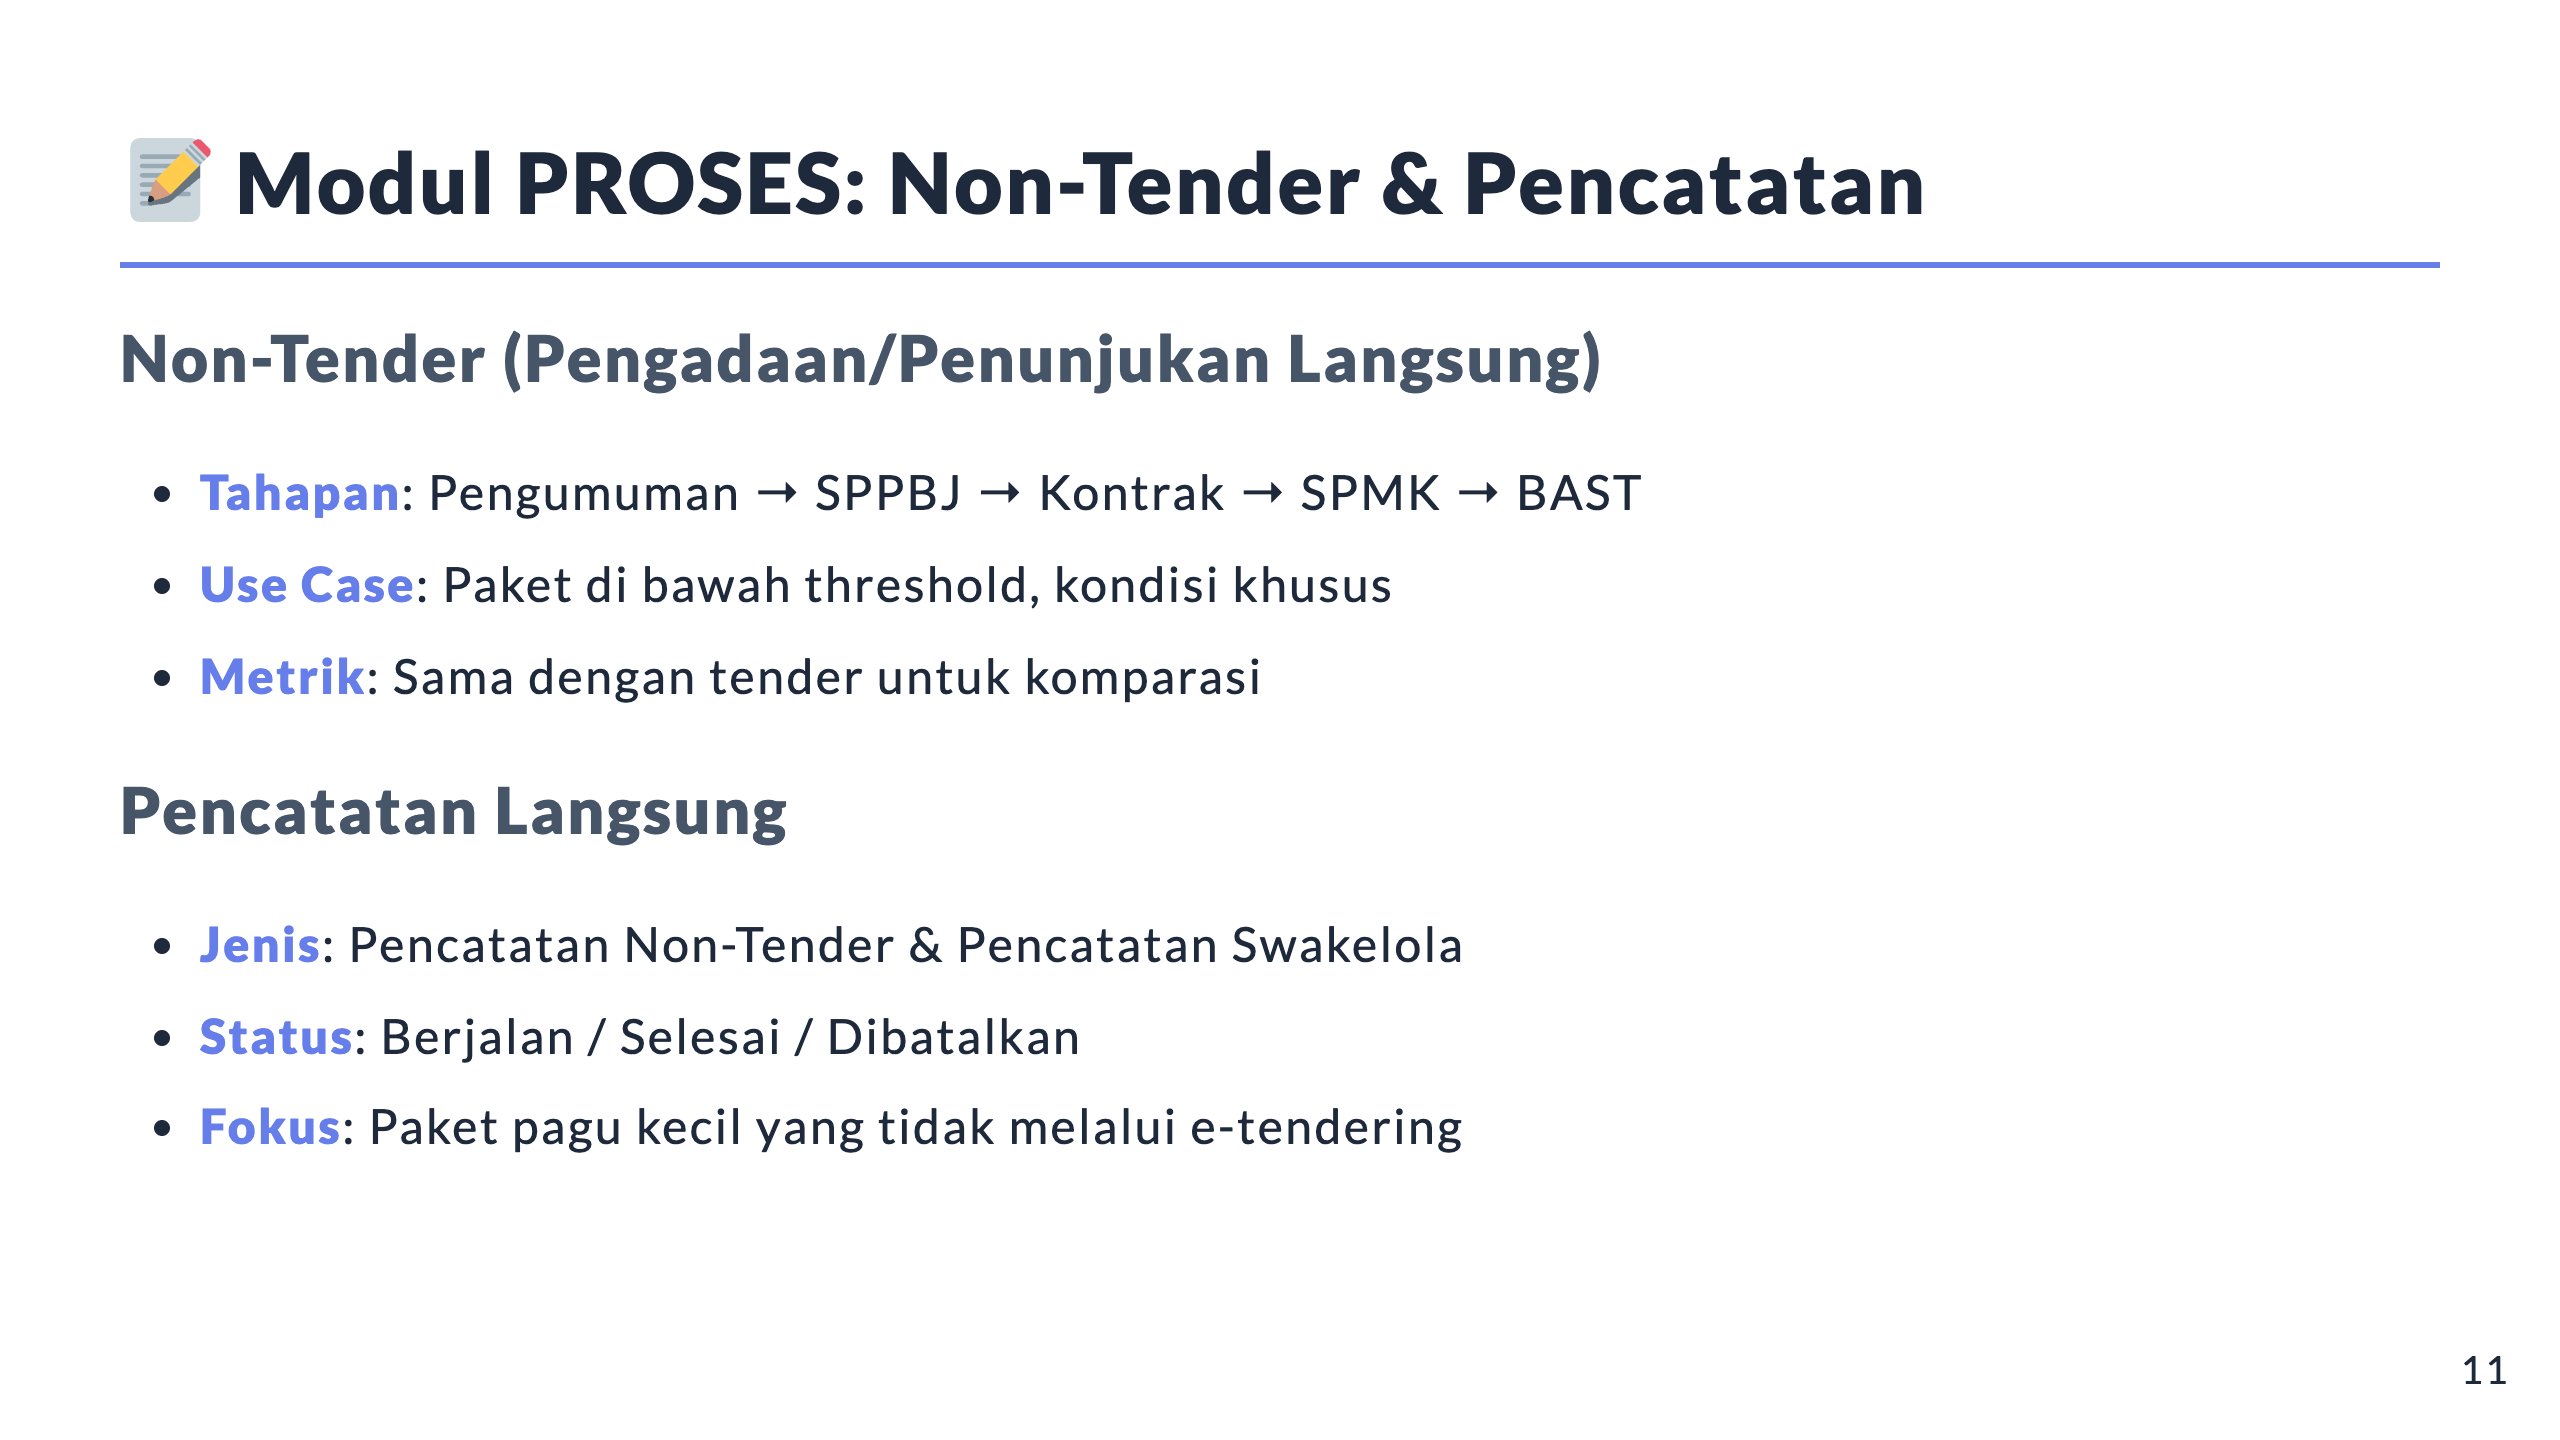 Modul PROSES: Non-Tender & Pencatatan
Non-Tender (Pengadaan/Penunjukan Langsung)
• Tahapan: Pengumuman → SPPBJ → Kontrak → SPMK → BAST
• Use Case: Paket di bawah threshold, kondisi khusus
• Metrik: Sama dengan tender untuk komparasi
Pencatatan Langsung
• Jenis: Pencatatan Non-Tender & Pencatatan Swakelola
• Status: Berjalan / Selesai / Dibatalkan
• Fokus: Paket pagu kecil yang tidak melalui e-tendering
11